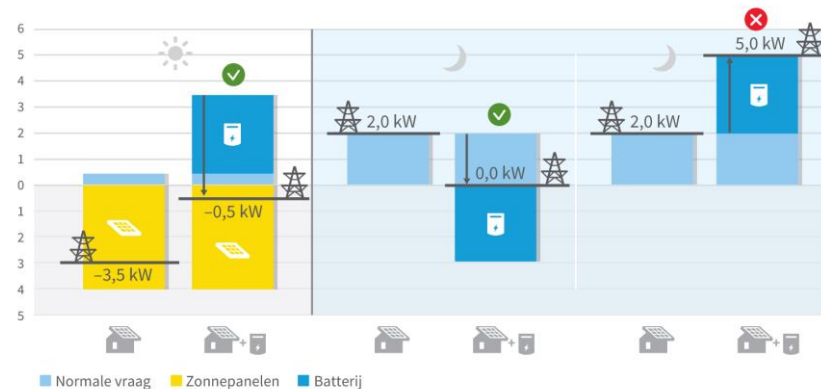 6
5
4
3
2
1
0
1
2
3
4
5
–3,5 kW
–0,5 kW
2,0 kW
0,0 kW
2,0 kW
5,0 kW
+
+
+
Normale vraag Zonnepanelen Batterij